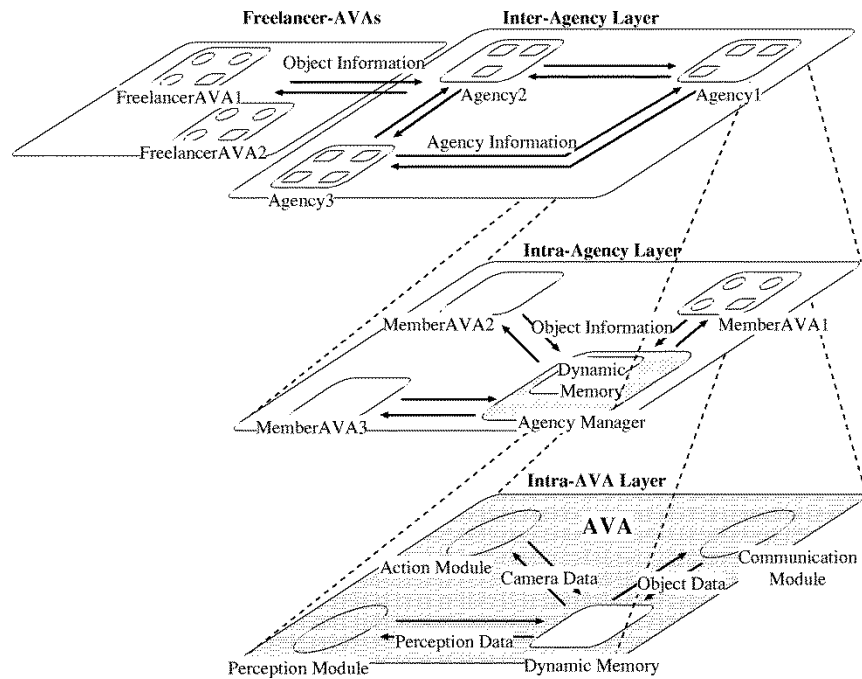 Freelancer-AVAs
Inter-Agency Layer
Object Information
FreelancerAVA1
Agency2
Agency1
FreelancerAVA2
Agency Information
Agency3
Intra-Agency Layer
MemberAVA2
Object Information
MemberAVA1
Dynamic
Memory
MemberAVA3
Agency Manager
Intra-AVA Layer
AVA
Action Module
Camera Data
Object Data
Communication
Module
Perception Data
Perception Module
Dynamic Memory